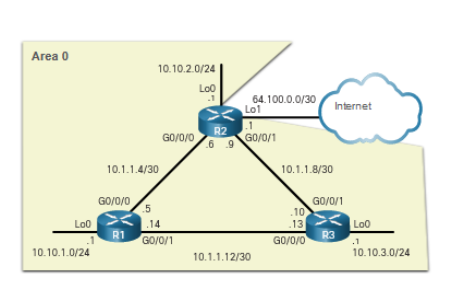 Area 0
10.10.2.0/24
Lo0
.1
Lo1
64.100.0.0/30
Internet
.1
R2
G0/0/0
.6
.9
G0/0/1
10.1.1.4/30
10.1.1.8/30
G0/0/0
.5
G0/0/1
.10
Lo0
.1
R1
.14
G0/0/1
.13
G0/0/0
R3
Lo0
.1
10.10.1.0/24
10.1.1.12/30
10.10.3.0/24